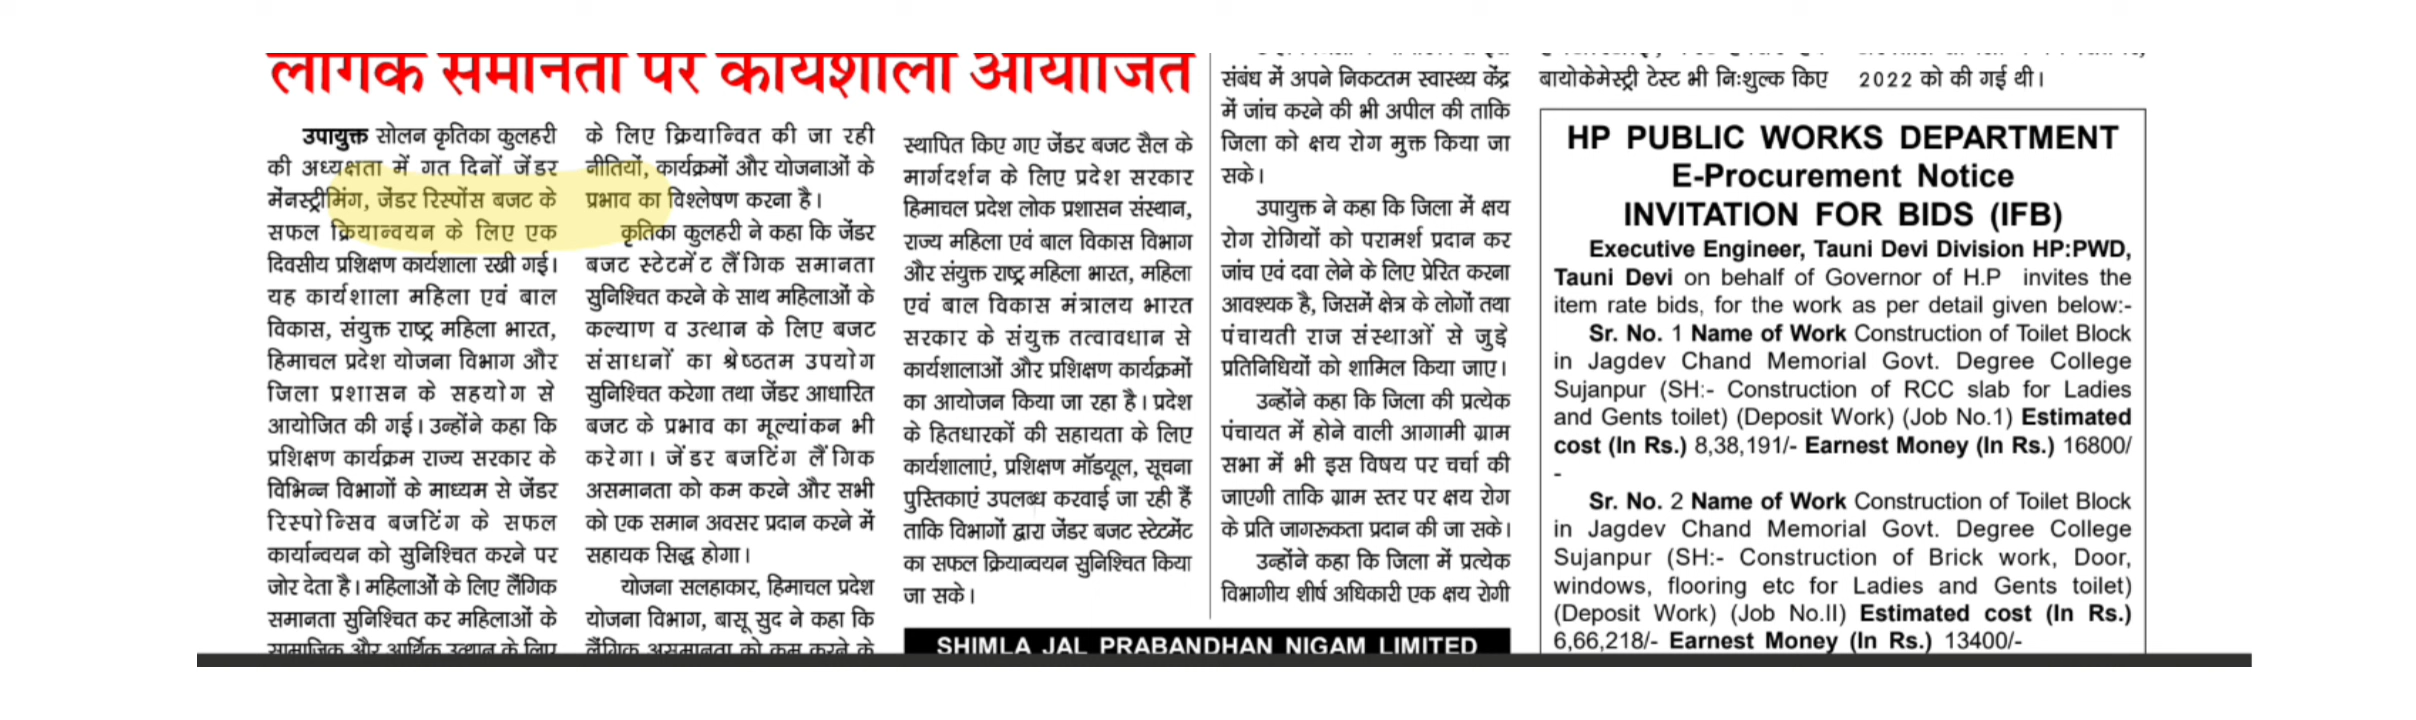 लैंगिक समानता पर कार्यशाला आयोजित
उपायुक्त सोलन कृतिका कुलहरी
की अध्यक्षता में गत दिनों जेंडर
मेंनस्ट्रीमिंग, जेंडर रिस्पोंस बजट के
सफल क्रियान्वयन के लिए एक
दिवसीय प्रशिक्षण कार्यशाला रखी गई।
यह कार्यशाला महिला एवं बाल
विकास, संयुक्त राष्ट्र महिला भारत,
हिमाचल प्रदेश योजना विभाग और
जिला प्रशासन के सहयोग से
आयोजित की गई। उन्होंने कहा कि
प्रशिक्षण कार्यक्रम राज्य सरकार के
विभिन्न विभागों के माध्यम से जेंडर
रिस्पोन्सिव बजटिंग के सफल
कार्यान्वयन को सुनिश्चित करने पर
जोर देता है। महिलाओं के लिए लैंगिक
समानता सुनिश्चित कर महिलाओं के
सामाजिक और आर्थिक उत्थान के लिए
के लिए क्रियान्वित की जा रही
नीतियों, कार्यक्रमों और योजनाओं के
प्रभाव का विश्लेषण करना है।
कृतिका कुलहरी ने कहा कि जेंडर
बजट स्टेटमेंट लैंगिक समानता
सुनिश्चित करने के साथ महिलाओं के
कल्याण व उत्थान के लिए बजट
संसाधनों का श्रेष्ठतम उपयोग
सुनिश्चित करेगा तथा जेंडर आधारित
बजट के प्रभाव का मूल्यांकन भी
करेगा। जेंडर बजटिंग लैंगिक
असमानता को कम करने और सभी
को एक समान अवसर प्रदान करने में
सहायक सिद्ध होगा।
योजना सलहाकार, हिमाचल प्रदेश
योजना विभाग, बासू सुद ने कहा कि
लैंगिक असमानता को कम करने के
स्थापित किए गए जेंडर बजट सैल के
मार्गदर्शन के लिए प्रदेश सरकार
हिमाचल प्रदेश लोक प्रशासन संस्थान,
राज्य महिला एवं बाल विकास विभाग
और संयुक्त राष्ट्र महिला भारत, महिला
एवं बाल विकास मंत्रालय भारत
सरकार के संयुक्त तत्वावधान से
कार्यशालाओं और प्रशिक्षण कार्यक्रमों
का आयोजन किया जा रहा है। प्रदेश
के हितधारकों की सहायता के लिए
कार्यशालाएं, प्रशिक्षण मॉडयूल, सूचना
पुस्तिकाएं उपलब्ध करवाई जा रही हैं
ताकि विभागों द्वारा जेंडर बजट स्टेटमेंट
का सफल क्रियान्वयन सुनिश्चित किया
जा सके।
SHIMLA JAL PRABANDHAN NIGAM LIMITED
संबंध में अपने निकटतम स्वास्थ्य केंद्र
में जांच करने की भी अपील की ताकि
जिला को क्षय रोग मुक्त किया जा
सके।
उपायुक्त ने कहा कि जिला में क्षय
रोग रोगियों को परामर्श प्रदान कर
जांच एवं दवा लेने के लिए प्रेरित करना
आवश्यक है, जिसमें क्षेत्र के लोगों तथा
पंचायती राज संस्थाओं से जुड़े
प्रतिनिधियों को शामिल किया जाए।
उन्होंने कहा कि जिला की प्रत्येक
पंचायत में होने वाली आगामी ग्राम
सभा में भी इस विषय पर चर्चा की
जाएगी ताकि ग्राम स्तर पर क्षय रोग
के प्रति जागरूकता प्रदान की जा सके।
उन्होंने कहा कि जिला में प्रत्येक
विभागीय शीर्ष अधिकारी एक क्षय रोगी
बायोकेमेस्ट्री टेस्ट भी निःशुल्क किए
2022 को की गई थी।
HP PUBLIC WORKS DEPARTMENT
E-Procurement Notice
INVITATION FOR BIDS (IFB)
Executive Engineer, Tauni Devi Division HP:PWD,
Tauni Devi on behalf of Governor of H.P invites the
item rate bids, for the work as per detail given below:-
Sr. No. 1 Name of Work Construction of Toilet Block
in Jagdev Chand Memorial Govt. Degree College
Sujanpur (SH:- Construction of RCC slab for Ladies
and Gents toilet) (Deposit Work) (Job No.1) Estimated
cost (In Rs.) 8,38,191/- Earnest Money (In Rs.) 16800/
-
Sr. No. 2 Name of Work Construction of Toilet Block
in Jagdev Chand Memorial Govt. Degree College
Sujanpur (SH:- Construction of Brick work, Door,
windows, flooring etc for Ladies and Gents toilet)
(Deposit Work) (Job No.II) Estimated cost (In Rs.)
6,66,218/- Earnest Money (In Rs.) 13400/-